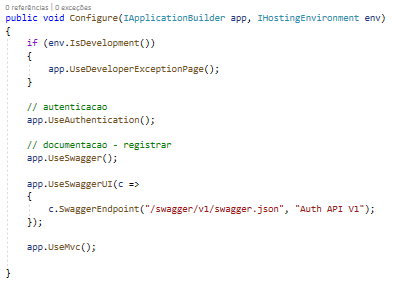 0 referências | 0 exceções
public void Configure(IApplicationBuilder app, IHostingEnvironment env)
{
    if (env.IsDevelopment())
    {
        app.UseDeveloperExceptionPage();
    }
    // autenticacao
    app.UseAuthentication();
    // documentacao - registrar
    app.UseSwagger();
    app.UseSwaggerUI(c =>
    {
        c.SwaggerEndpoint("/swagger/v1/swagger.json", "Auth API V1");
    });
    app.UseMvc();
}